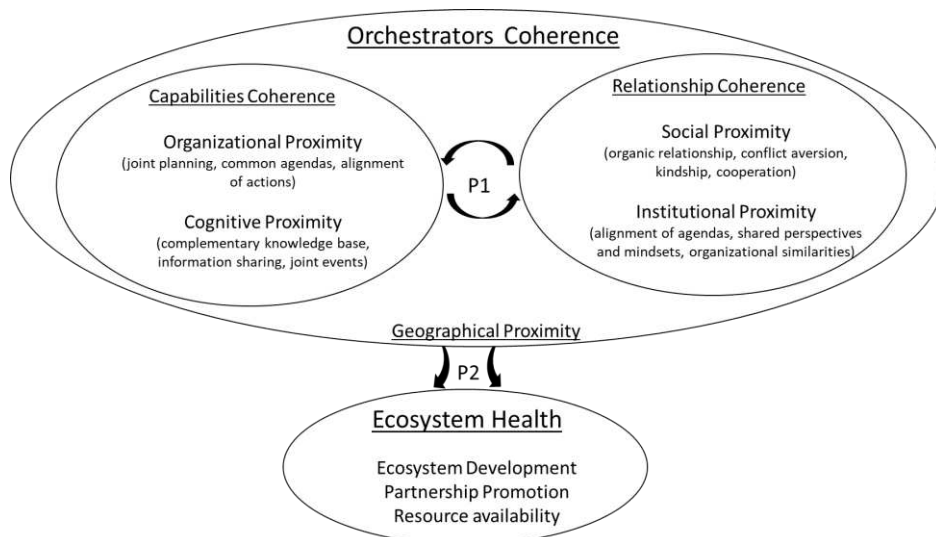 Orchestrators Coherence
Capabilities Coherence
Organizational Proximity
(joint planning, common agendas, alignment
of actions)
Cognitive Proximity
(complementary knowledge base,
information sharing, joint events)
P1
Relationship Coherence
Social Proximity
(organic relationship, conflict aversion,
kindship, cooperation)
Institutional Proximity
(alignment of agendas, shared perspectives
and mindsets, organizational similarities)
Geographical Proximity
P2
Ecosystem Health
Ecosystem Development
Partnership Promotion
Resource availability